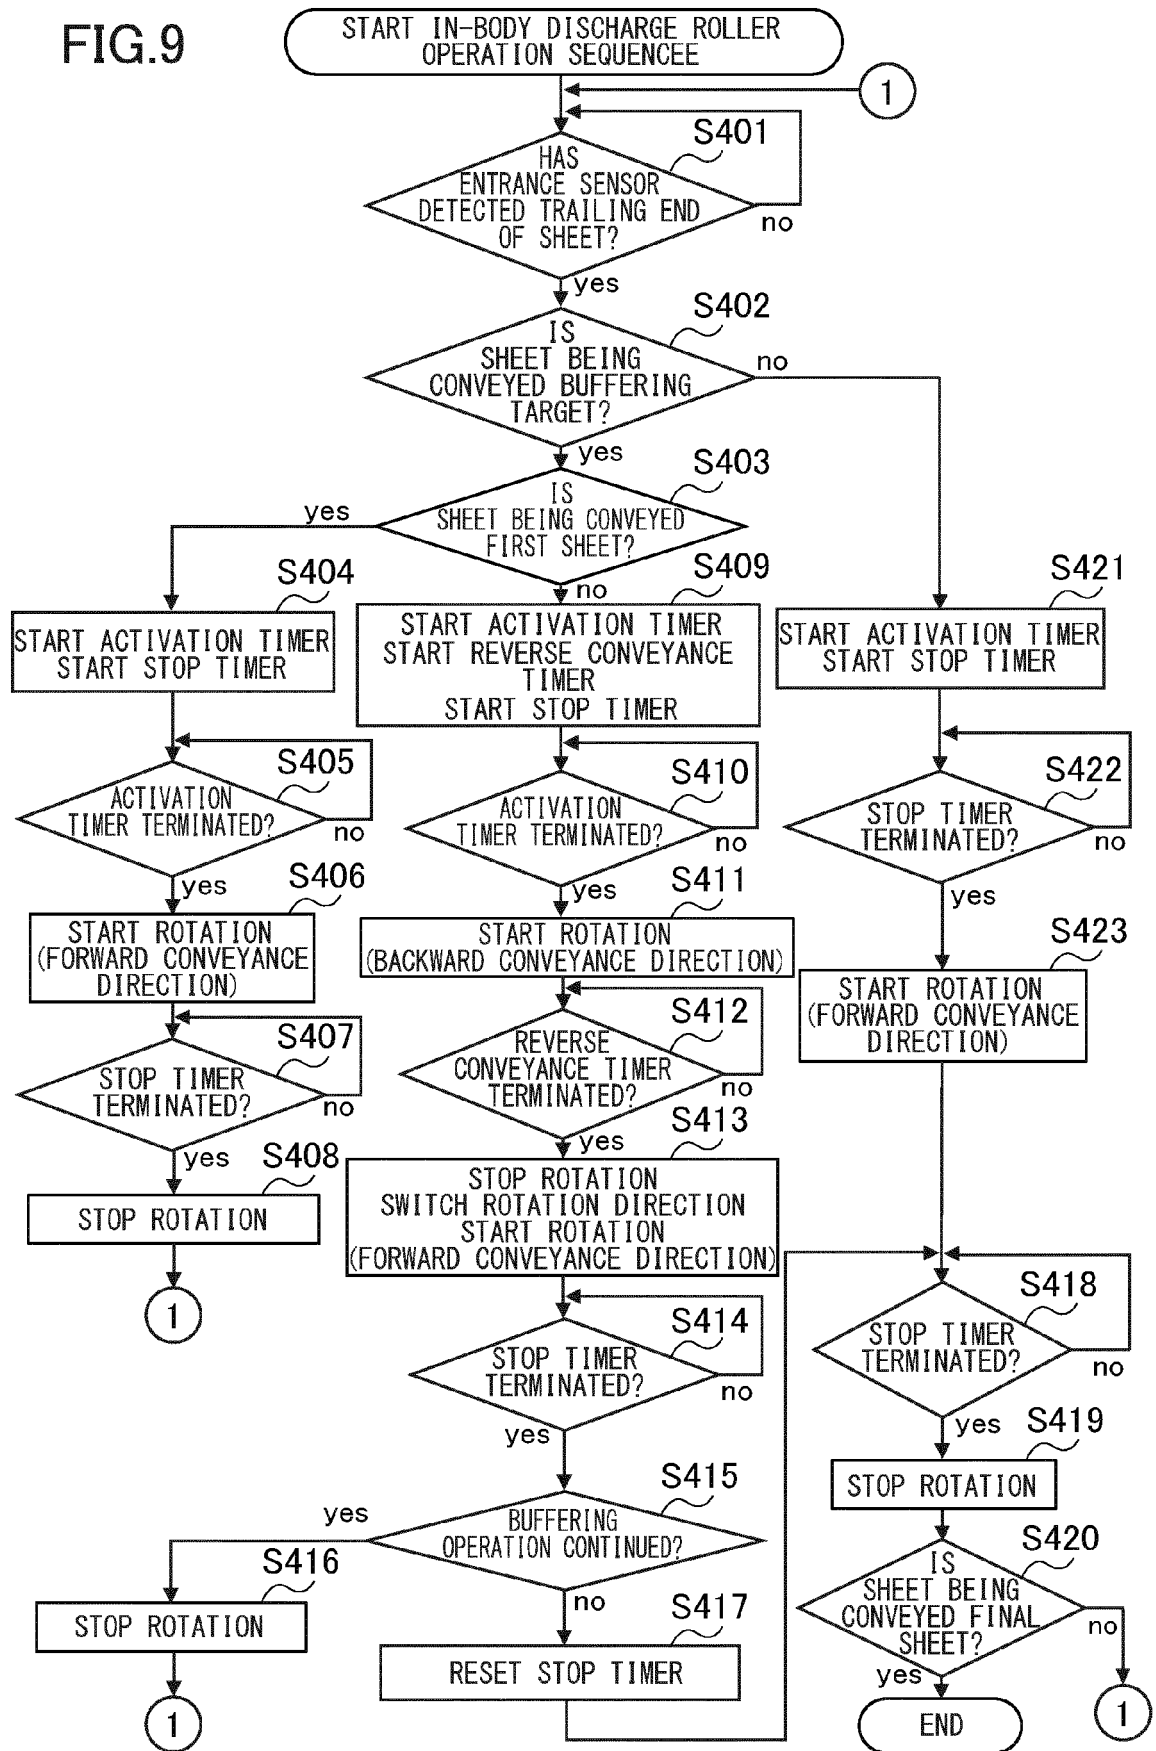 FIG.9
START IN-BODY DISCHARGE ROLLER
OPERATION SEQUENCEE
1
S401
HAS
ENTRANCE SENSOR
DETECTED TRAILING END
OF SHEET?
no
yes
S402
IS
SHEET BEING
CONVEYED BUFFERING
TARGET?
no
yes
S403
IS
SHEET BEING CONVEYED
FIRST SHEET?
yes
no
S404
START ACTIVATION TIMER
START STOP TIMER
S405
ACTIVATION
TIMER TERMINATED?
no
yes
S406
START ROTATION
(FORWARD CONVEYANCE
DIRECTION)
S407
STOP TIMER
TERMINATED?
no
yes
S408
STOP ROTATION
1
S409
START ACTIVATION TIMER
START REVERSE CONVEYANCE
TIMER
START STOP TIMER
S410
ACTIVATION
TIMER TERMINATED?
no
yes
S411
START ROTATION
(BACKWARD CONVEYANCE DIRECTION)
S412
REVERSE
CONVEYANCE TIMER
TERMINATED?
no
yes
S413
STOP ROTATION
SWITCH ROTATION DIRECTION
START ROTATION
(FORWARD CONVEYANCE DIRECTION)
S414
STOP TIMER
TERMINATED?
no
yes
S415
BUFFERING
OPERATION CONTINUED?
yes
no
S416
STOP ROTATION
1
S417
RESET STOP TIMER
S421
START ACTIVATION TIMER
START STOP TIMER
S422
STOP TIMER
TERMINATED?
no
yes
S423
START ROTATION
(FORWARD CONVEYANCE
DIRECTION)
S418
STOP TIMER
TERMINATED?
no
yes
S419
STOP ROTATION
S420
IS
SHEET BEING
CONVEYED FINAL
SHEET?
no
yes
END
1